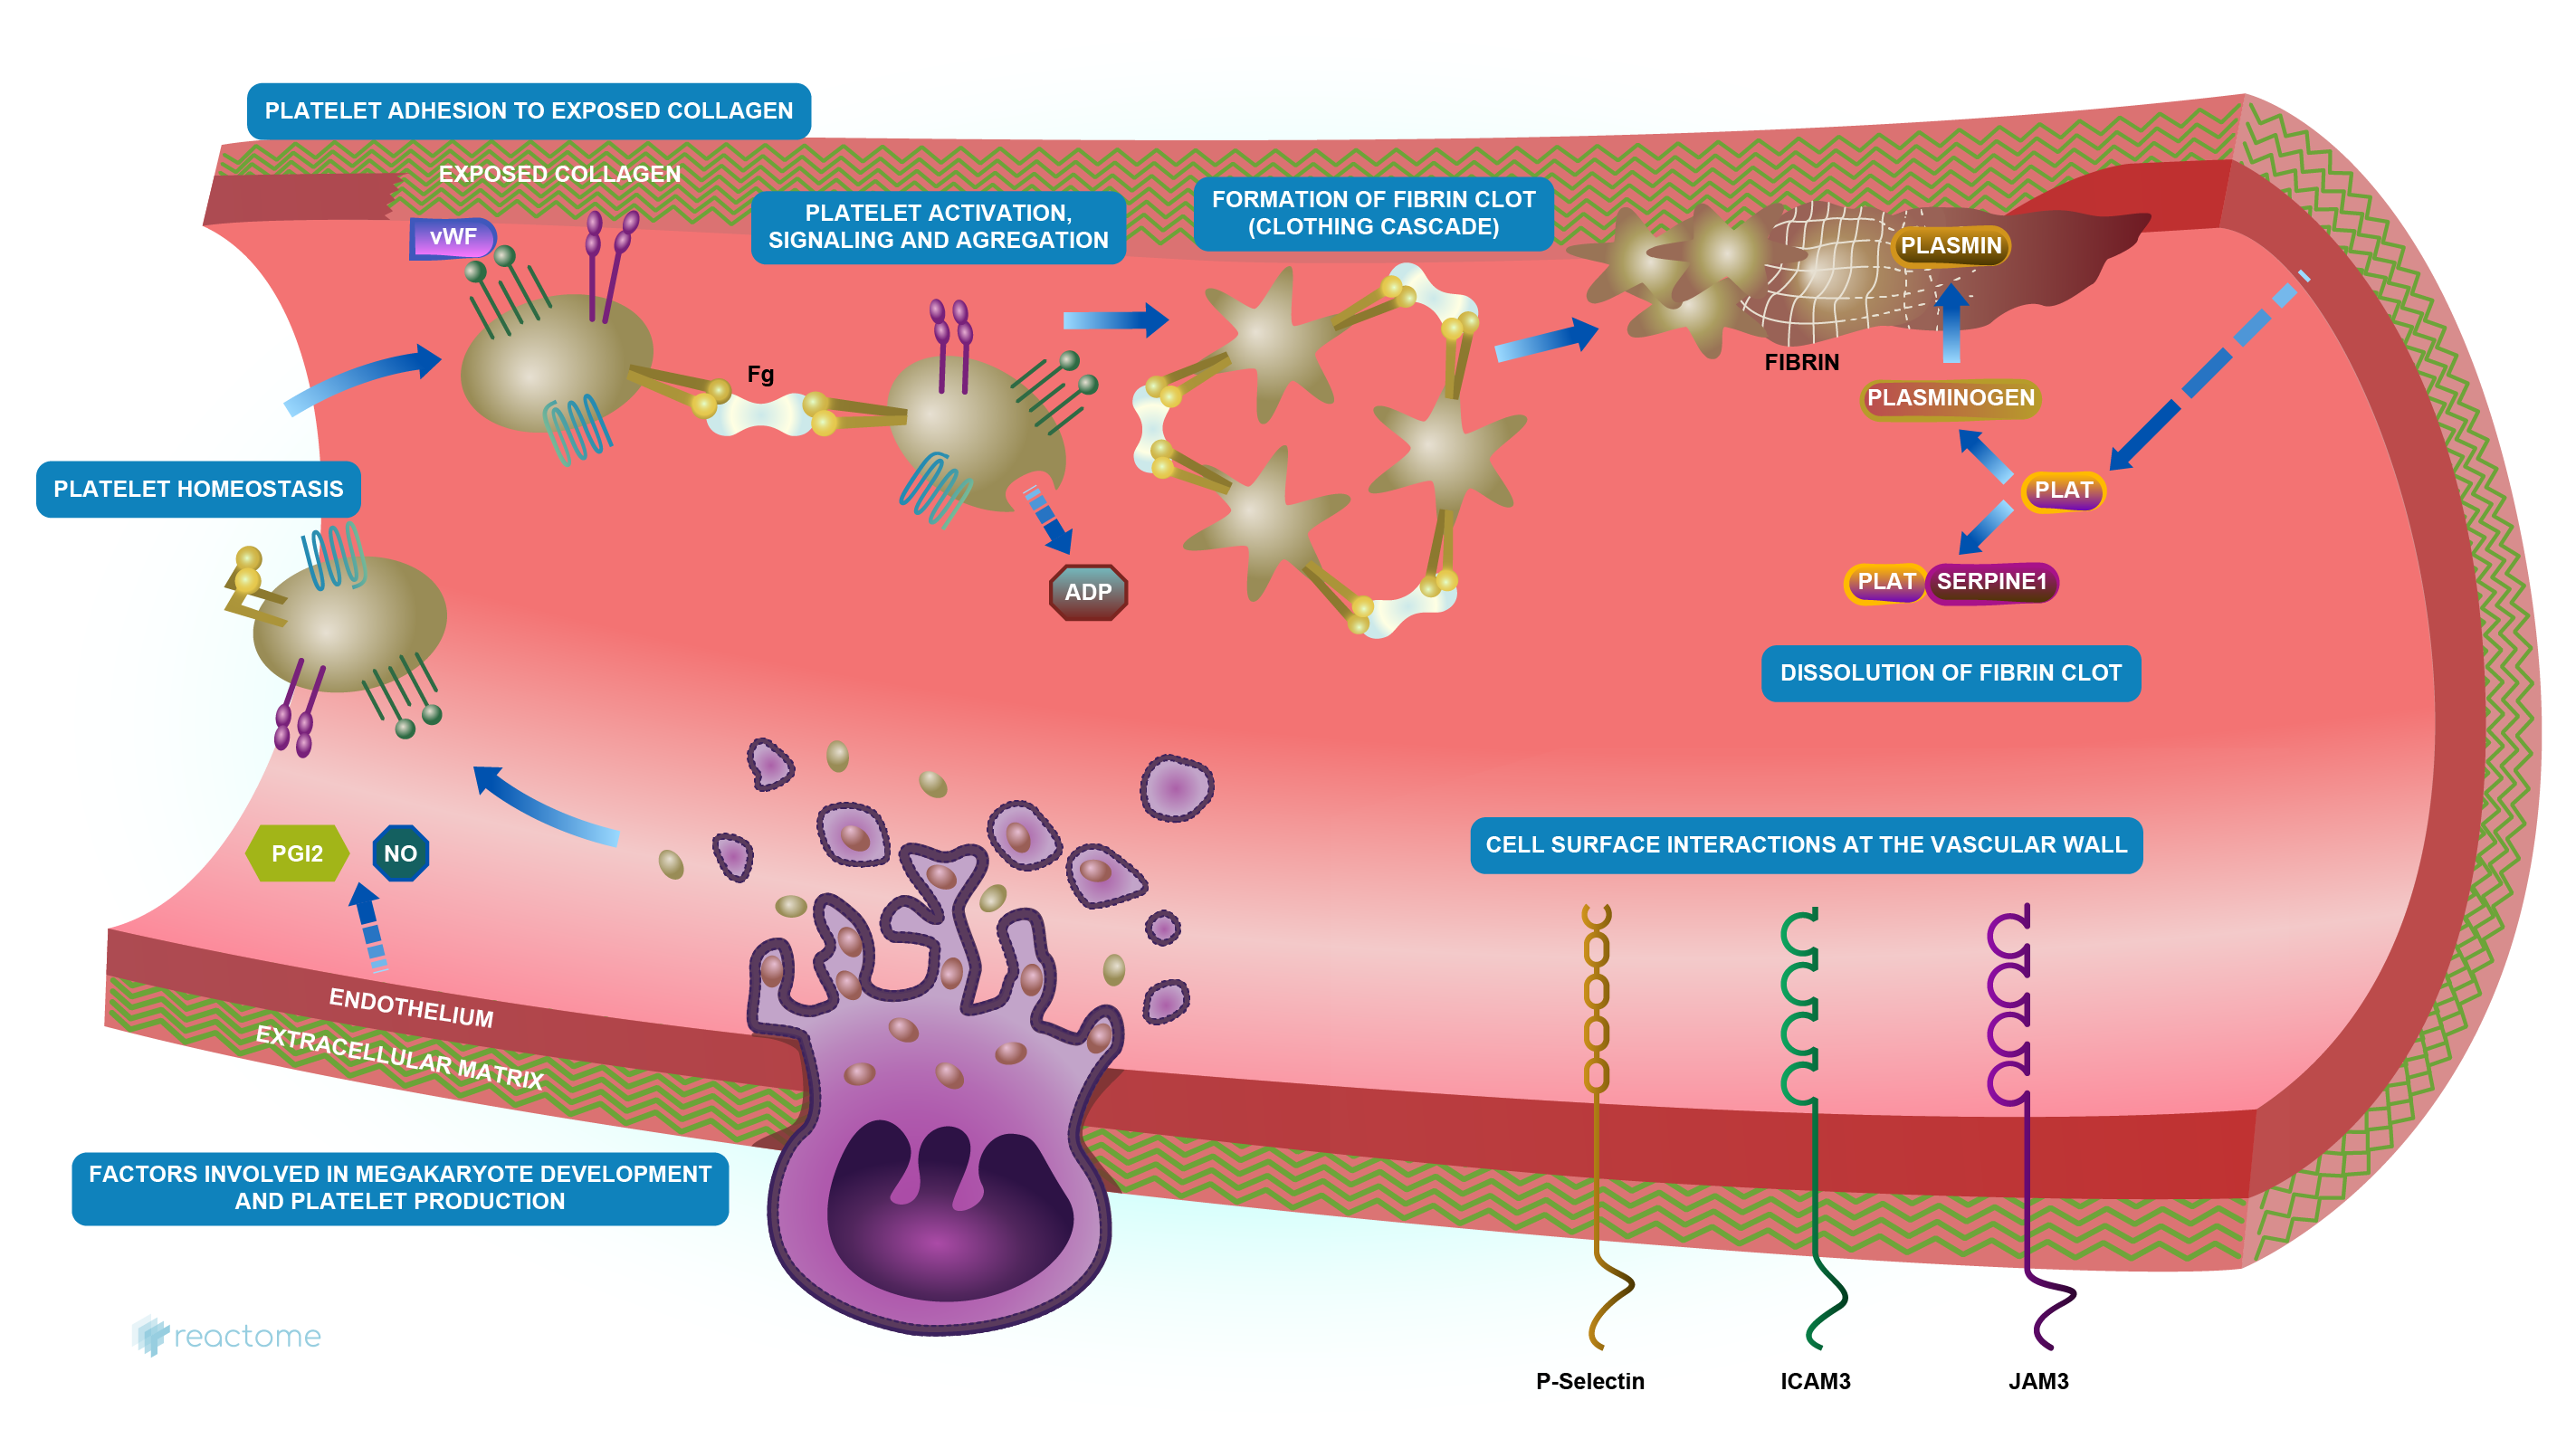 PLATELET ADHESION TO EXPOSED COLLAGEN
EXPOSED COLLAGEN
vWF
PLATELET ACTIVATION,
SIGNALING AND AGREGATION
FORMATION OF FIBRIN CLOT
(CLOTHING CASCADE)
PLASMIN
FIBRIN
Fg
PLASMINOGEN
PLATELET HOMEOSTASIS
PLAT
ADP
PLAT
SERPINE1
DISSOLUTION OF FIBRIN CLOT
PGI2
NO
CELL SURFACE INTERACTIONS AT THE VASCULAR WALL
ENDOTHELIUM
EXTRACELLULAR MATRIX
FACTORS INVOLVED IN MEGAKARYOTE DEVELOPMENT
AND PLATELET PRODUCTION
reactome
P-Selectin
ICAM3
JAM3